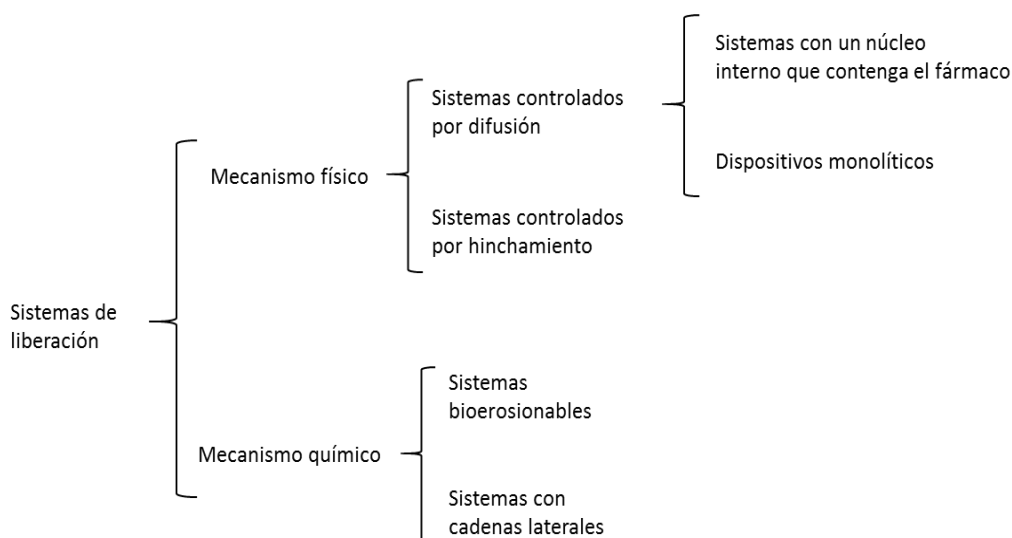 Sistemas de
liberación
Mecanismo físico
Sistemas controlados
por difusión
Sistemas con un núcleo
interno que contenga el fármaco
Dispositivos monolíticos
Sistemas controlados
por hinchamiento
Mecanismo químico
Sistemas
bioerosionables
Sistemas con
cadenas laterales